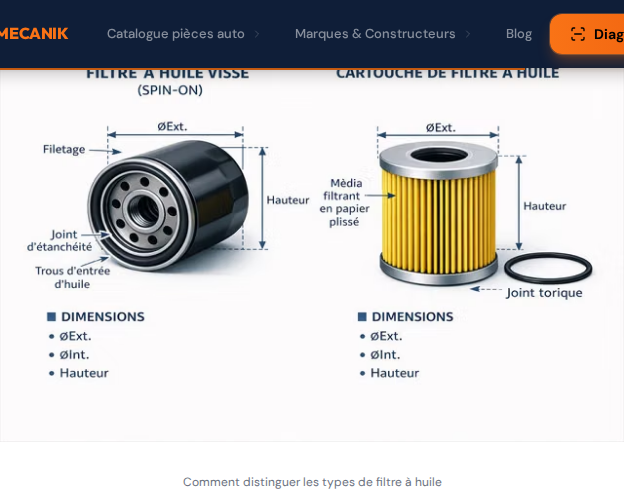 MECANIK
Catalogue pièces auto
Marques & Constructeurs
Blog
Diag
FILTRE À HUILE VISSÉ
(SPIN-ON)
CARTOUCHE DE FILTRE À HUILE
øExt.
Filetage
Hauteur
Joint
d'étanchéité
Trous d'entrée
d'huile
øExt.
Mèdia
filtrant
en papier
plissé
Hauteur
Joint torique
DIMENSIONS
• øExt.
• øInt.
• Hauteur
DIMENSIONS
• øExt.
• øInt.
• Hauteur
Comment distinguer les types de filtre à huile